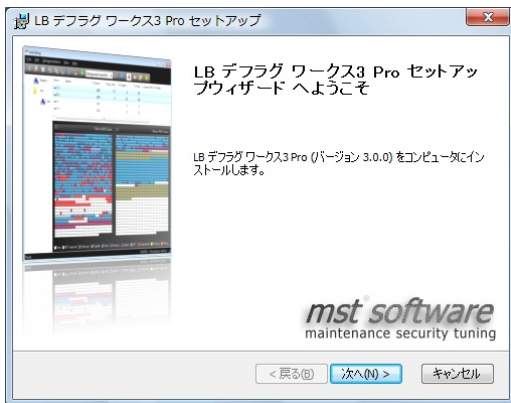 LB デフラグ ワークス3 Pro セットアップ
LB デフラグ ワークス3 Pro セットアッ
プウィザード へようこそ
LB デフラグ ワークス3 Pro (バージョン 3.0.0) をコンピュータにイン
ストールします。
mst software
maintenance security tuning
< 戻る(B)
次へ(N) >
キャンセル